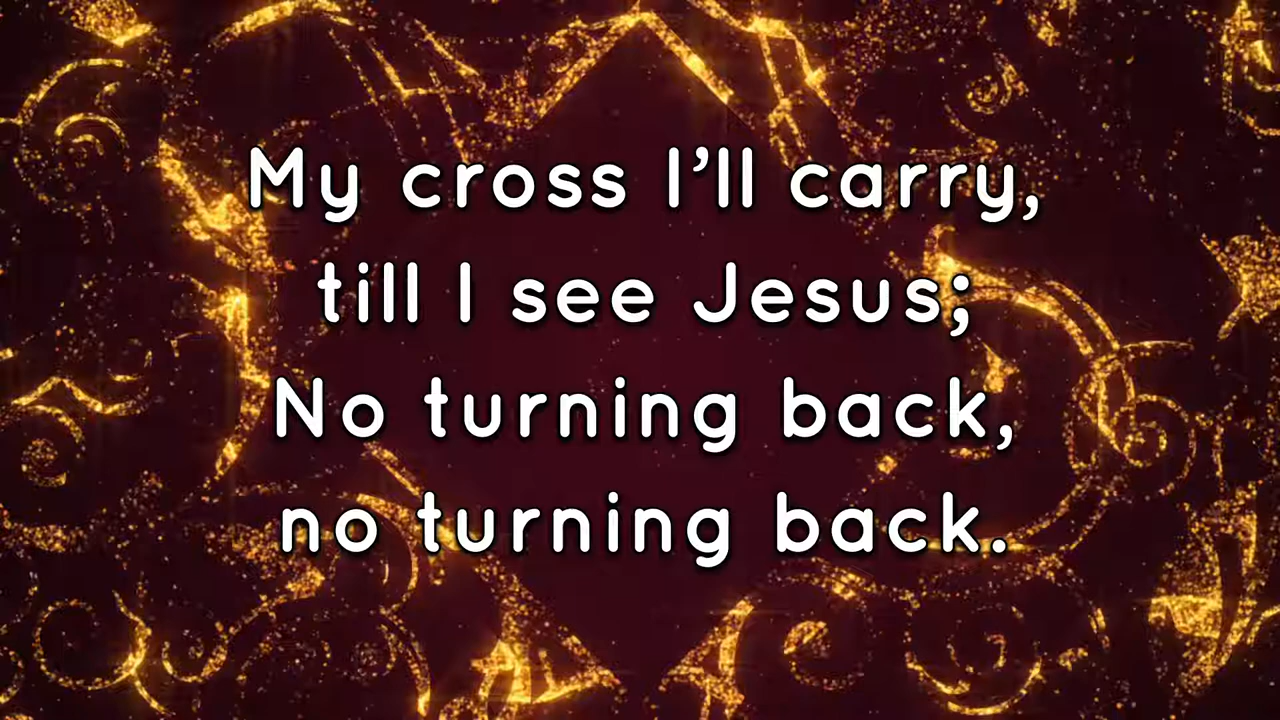 My cross I’ll carry,
till I see Jesus;
No turning back,
no turning back.